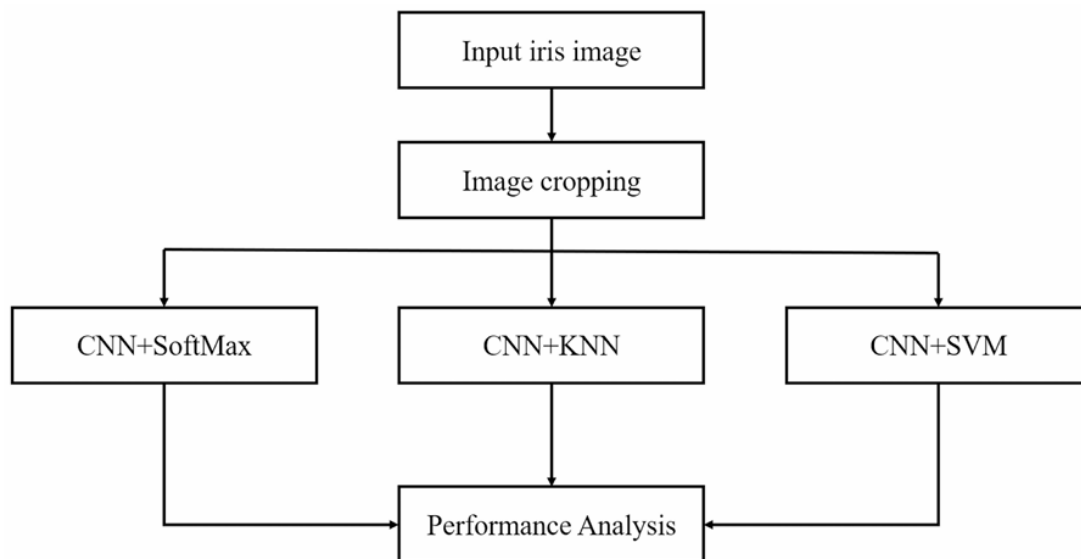 Input iris image
Image cropping
CNN+SoftMax
CNN+KNN
CNN+SVM
Performance Analysis